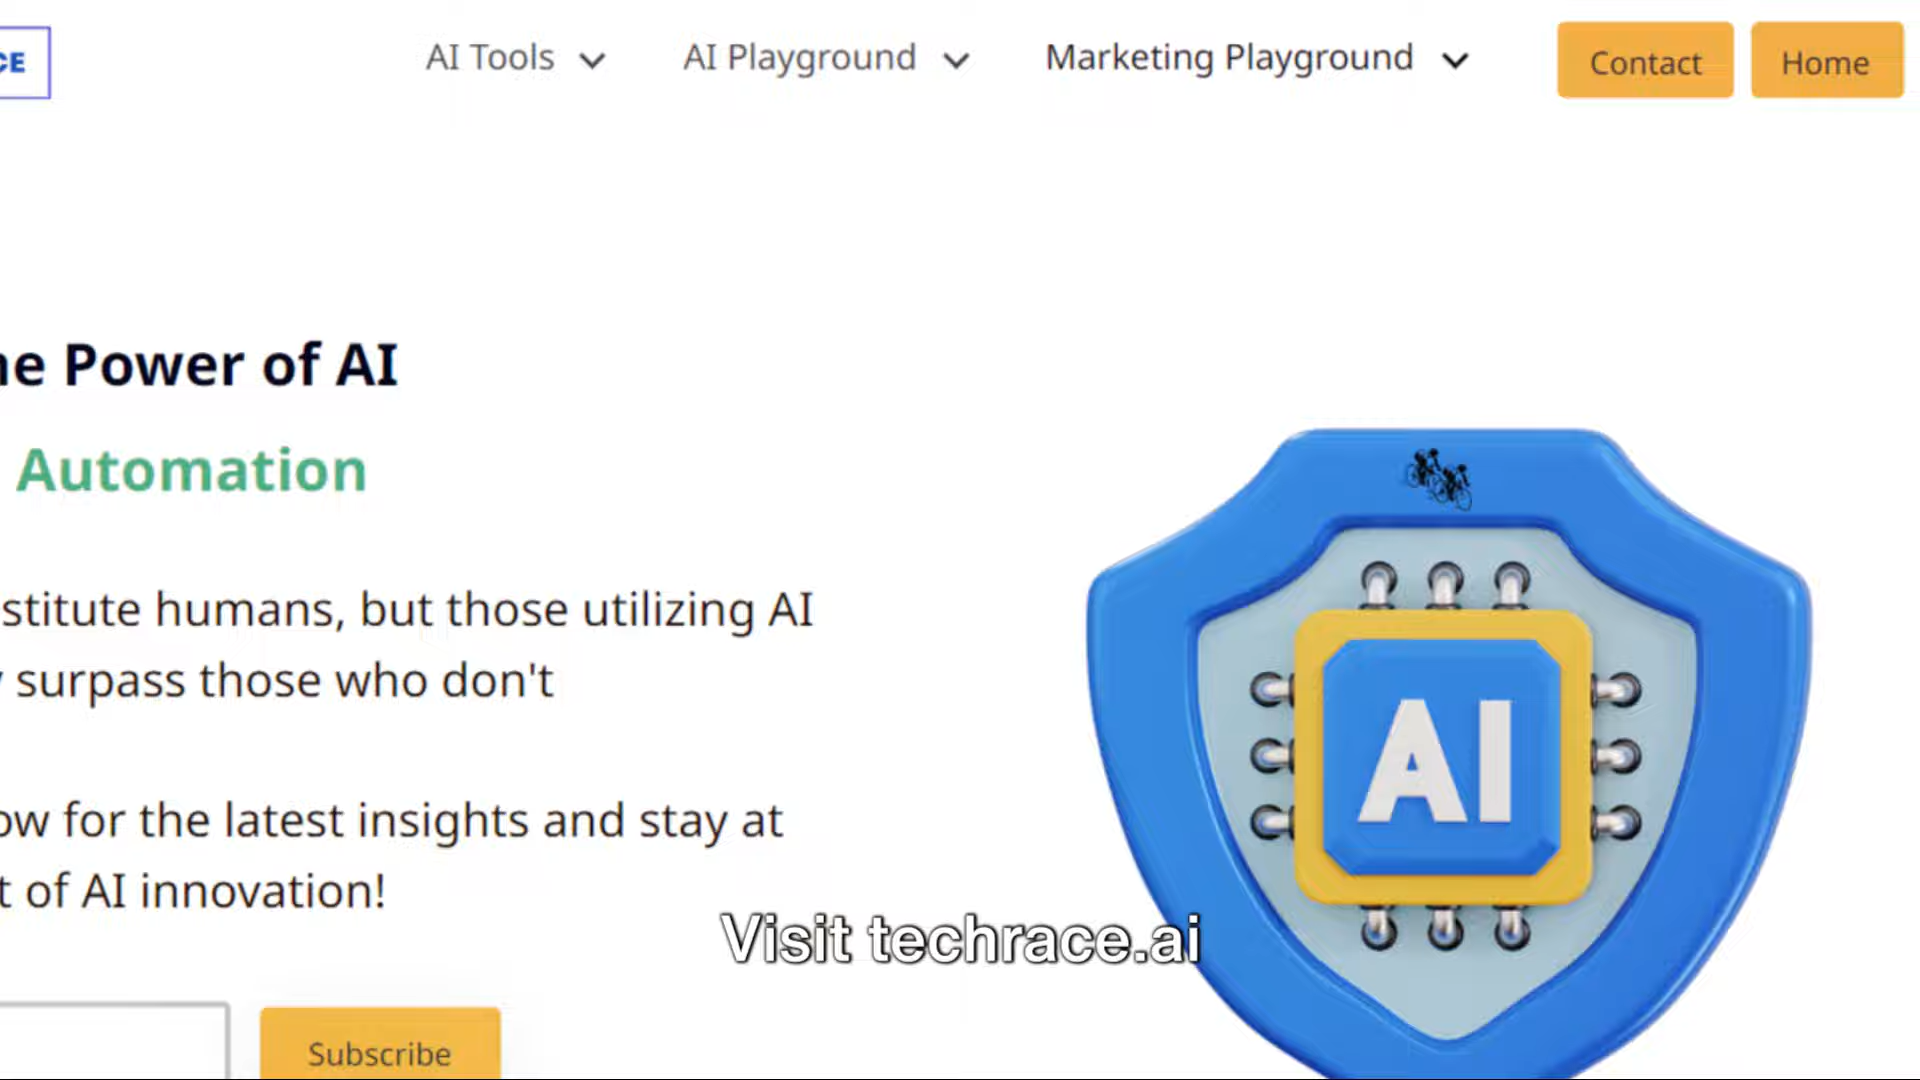 CE
AI Tools
AI Playground
Marketing Playground
Contact
Home
Power of AI
Automation
stitute humans, but those utilizing AI
surpass those who don't
for the latest insights and stay at
of AI innovation!
Visit techrace.ai
Subscribe
AI